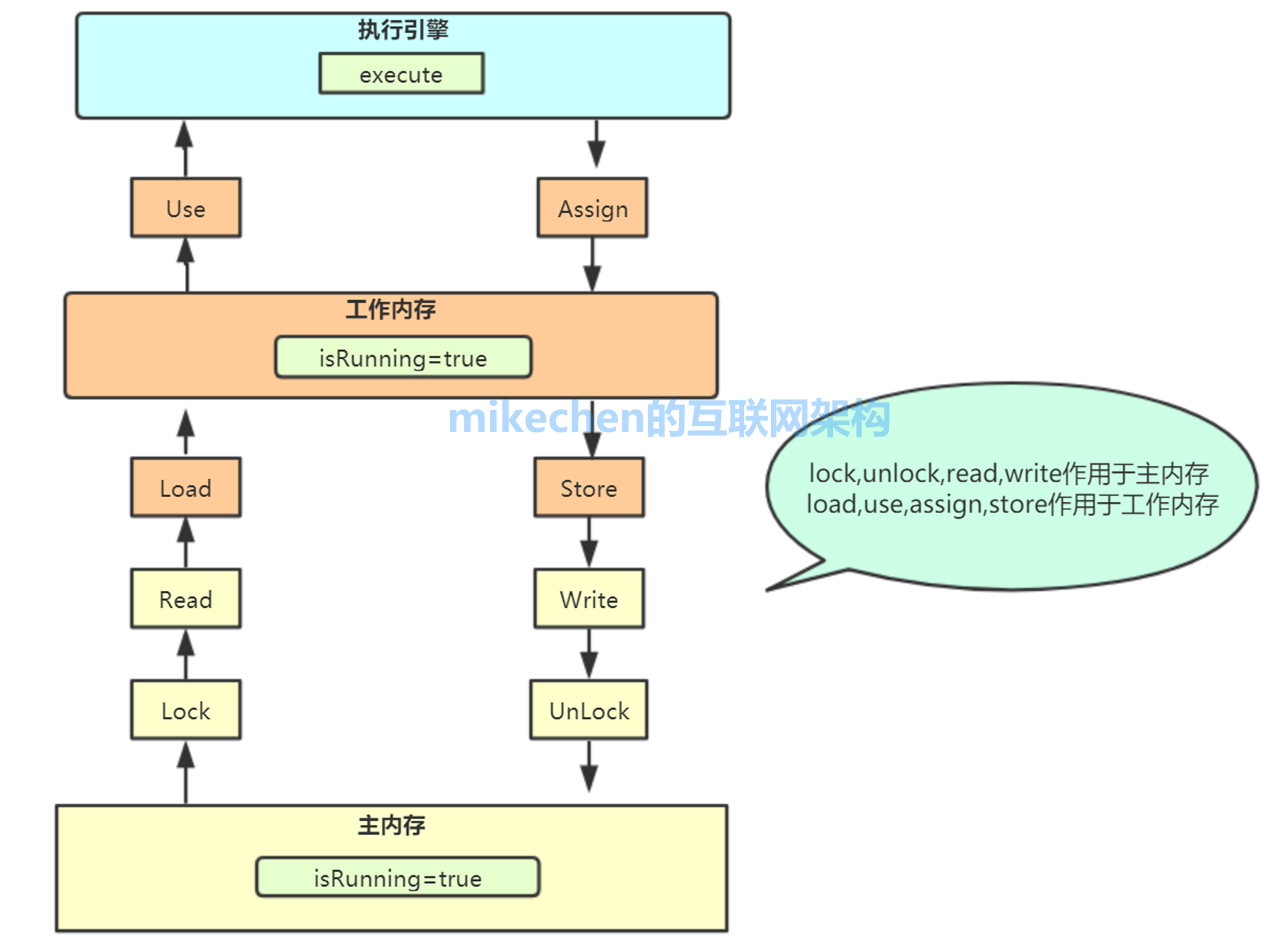 执行引擎
execute
Use
Assign
工作内存
isRunning=true
mikechen的互联网架构
lock,unlock,read,write作用于主内存
load,use,assign,store作用于工作内存
Load
Store
Read
Write
Lock
UnLock
主内存
isRunning=true